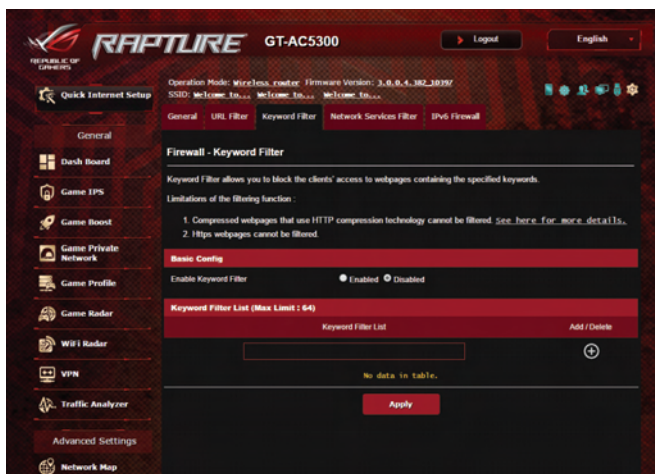 REPUBLIC OF
GAMERS
RAPTURE
GT-AC5300
Logout
English
Quick Internet Setup
General
Dash Board
Game IPS
Game Boost
Game Private
Network
Game Profile
Game Radar
WiFi Radar
VPN
Traffic Analyzer
Advanced Settings
Network Map
Operation Mode: Wireless router Firmware Version: 3.0.0.4.382_10397
SSID: Welcome to... Welcome to... Welcome to...
General URL Filter Keyword Filter Network Services Filter IPv6 Firewall
Firewall - Keyword Filter
Keyword Filter allows you to block the clients' access to webpages containing the specified keywords.
Limitations of the filtering function :
1. Compressed webpages that use HTTP compression technology cannot be filtered. See here for more details.
2. Https webpages cannot be filtered.
Basic Config
Enable Keyword Filter Enabled Disabled
Keyword Filter List (Max Limit : 64)
Keyword Filter List Add / Delete
No data in table.
Apply